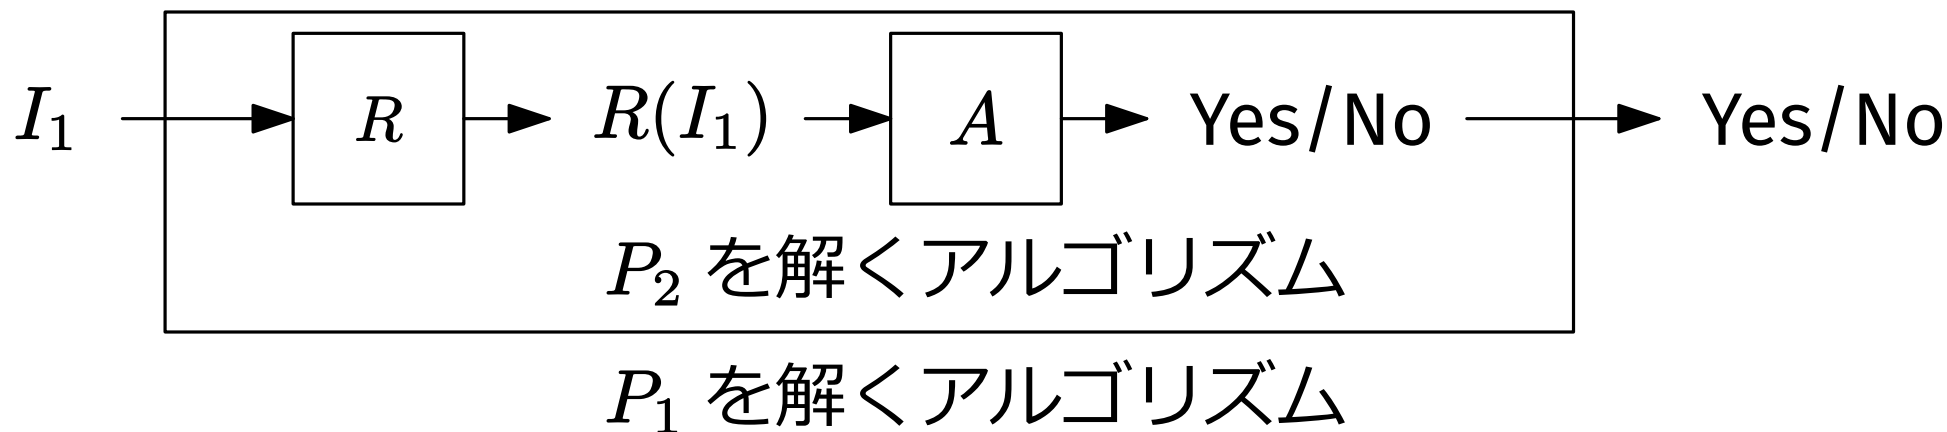 I₁ R R(I₁) A Yes/No Yes/No
P₂ を解くアルゴリズム
P₁ を解くアルゴリズム